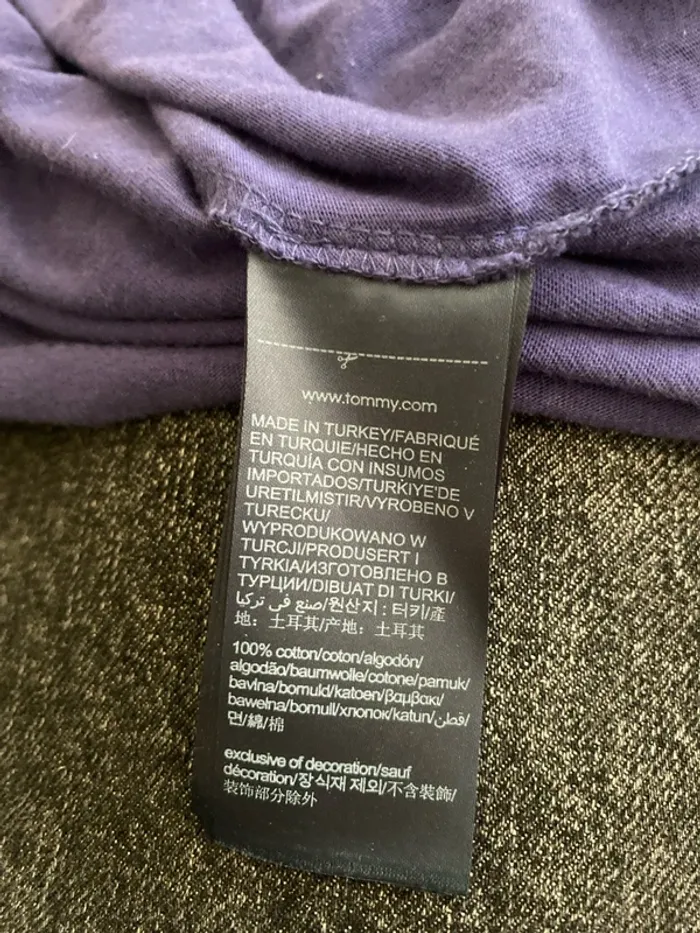 www.tommy.com
MADE IN TURKEY/FABRIQUÉ
EN TURQUIE/HECHO EN
TURQUÍA CON INSUMOS
IMPORTADOS/TÜRKİYE'DE
URETILMISTIR/VYROBENO V
TURECKU/
WYPRODUKOWANO W
TURCJI/PRODUSERT I
TYRKIA/ИЗГОТОВЛЕНО В
ТУРЦИИ/DIBUAT DI TURKI/
صنع في تركيا/원산지 : 터키/產
地：土耳其/产地：土耳其
100% cotton/coton/algodón/
algodão/baumwolle/cotone/pamuk/
bavlna/bomuld/katoen/βαμβακι/
bawełna/bomull/хлопок/katun/قطن/
면/綿/棉
exclusive of decoration/sauf
décoration/장식재 제외/不含裝飾/
装饰部分除外